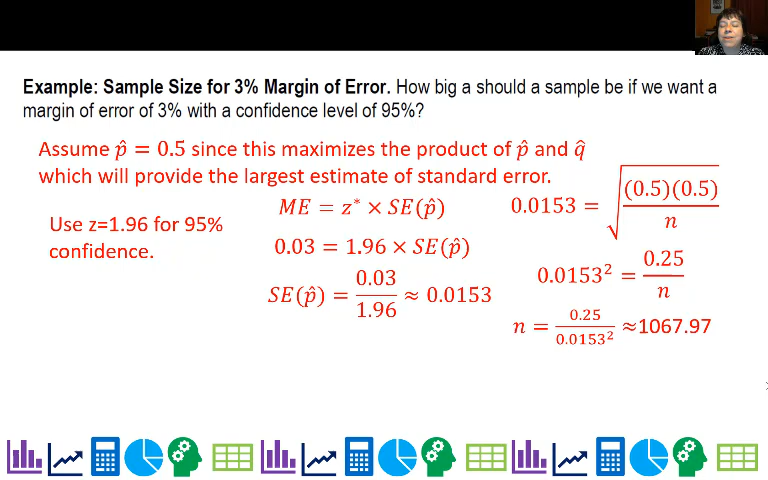 Example: Sample Size for 3% Margin of Error. How big a should a sample be if we want a
margin of error of 3% with a confidence level of 95%?
Assume p̂ = 0.5 since this maximizes the product of p̂ and q̂
which will provide the largest estimate of standard error.
Use z=1.96 for 95%
confidence.
ME = z* × SE(p̂)
0.03 = 1.96 × SE(p̂)
SE(p̂) = 0.03/1.96 ≈ 0.0153
0.0153 = √((0.5)(0.5)/n)
0.0153² = 0.25/n
n = 0.25/0.0153² ≈1067.97